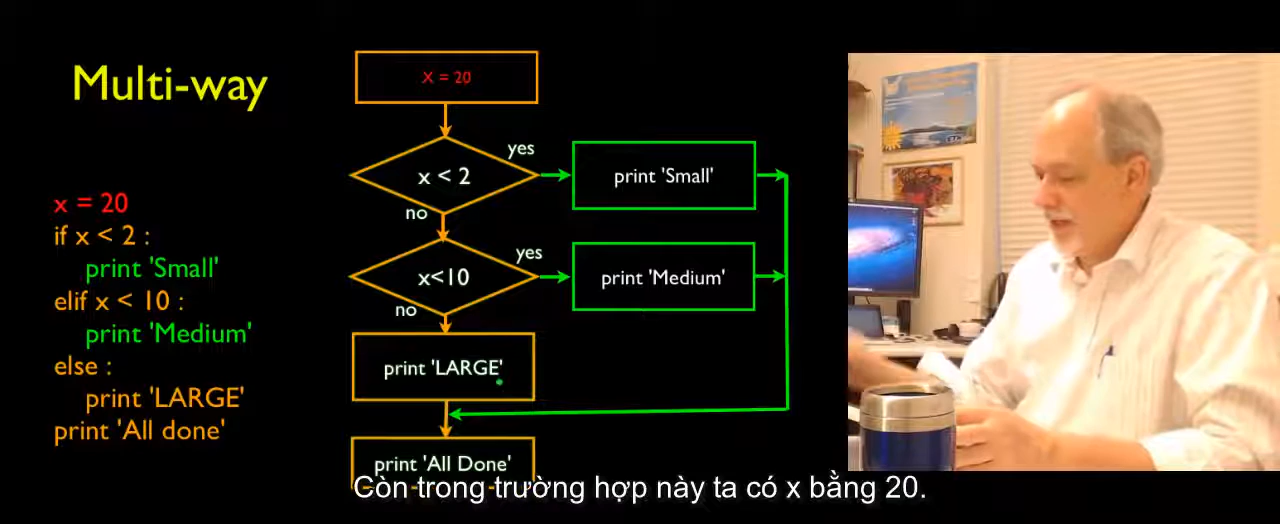 Multi-way
x = 20
if x < 2 :
print 'Small'
elif x < 10 :
print 'Medium'
else :
print 'LARGE'
print 'All done'
X = 20
x < 2
yes
print 'Small'
no
x<10
yes
print 'Medium'
no
print 'LARGE'
print 'All Done'
Còn trong trường hợp này ta có x bằng 20.